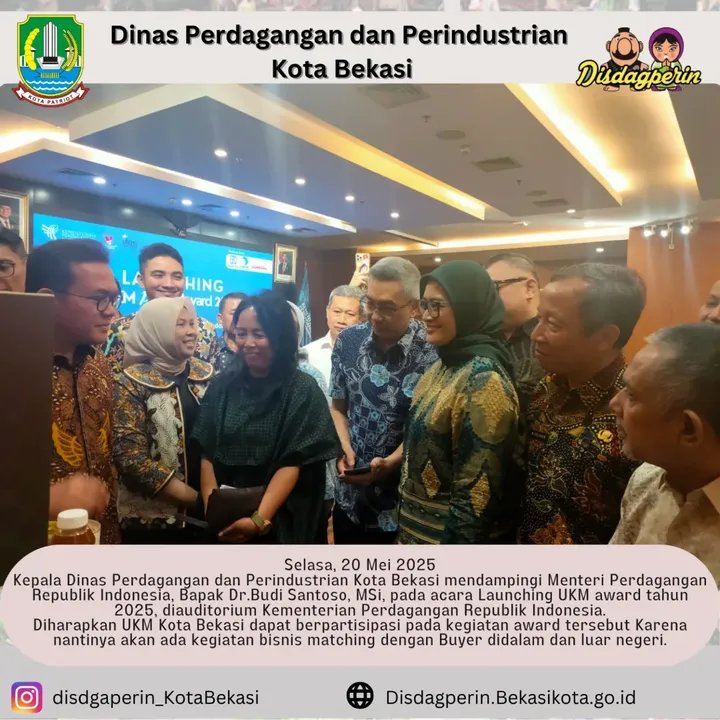 Dinas Perdagangan dan Perindustrian
Kota Bekasi
KOTA PATRIOT
Disdagperin
LAUNCHING
Selasa, 20 Mei 2025
Kepala Dinas Perdagangan dan Perindustrian Kota Bekasi mendampingi Menteri Perdagangan
Republik Indonesia, Bapak Dr.Budi Santoso, MSi, pada acara Launching UKM award tahun
2025, diauditorium Kementerian Perdagangan Republik Indonesia.
Diharapkan UKM Kota Bekasi dapat berpartisipasi pada kegiatan award tersebut Karena
nantinya akan ada kegiatan bisnis matching dengan Buyer didalam dan luar negeri.
disdgaperin_KotaBekasi
Disdagperin.Bekasikota.go.id